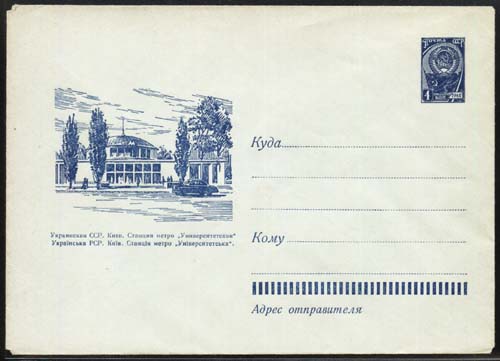 ПОЧТА СССР
4
Украинская ССР. Киев. Станция метро „Университетская“
Українська РСР. Київ. Станція метро „Університетська“.
Куда
Кому
Адрес отправителя